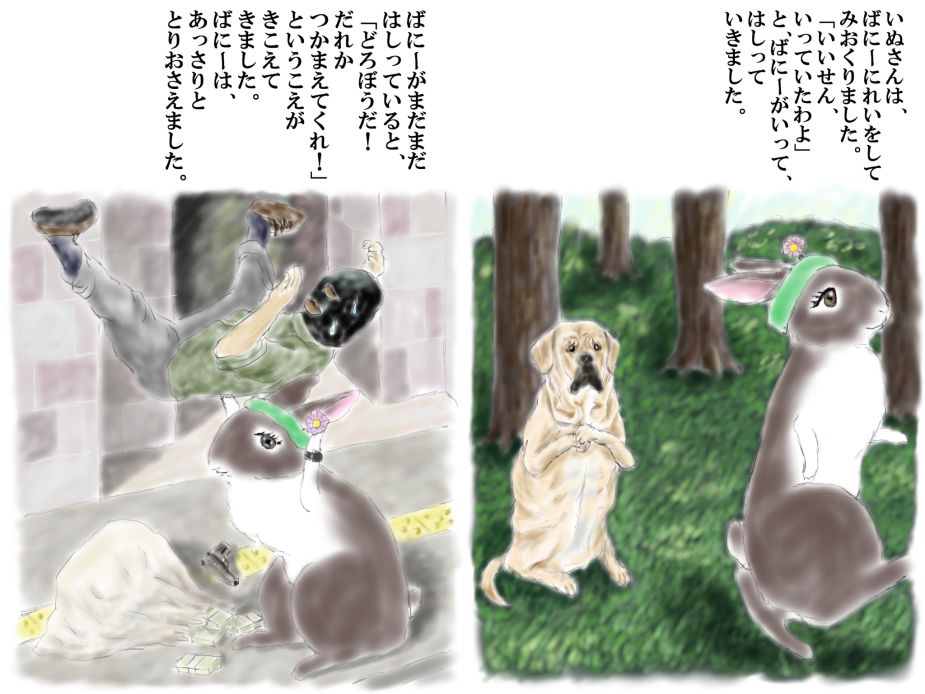 いぬさんは、
ばにーにれいをして
みおくりました。
「いいせん、
いっていたわよ」
と、ばにーがいって、
はしって
いきました。
ばにーがまだまだ
はしっていると、
「どろぼうだ！
だれか
つかまえてくれ！」
というこえが
きこえて
きました。
ばにーは、
あっさりと
とりおさえました。